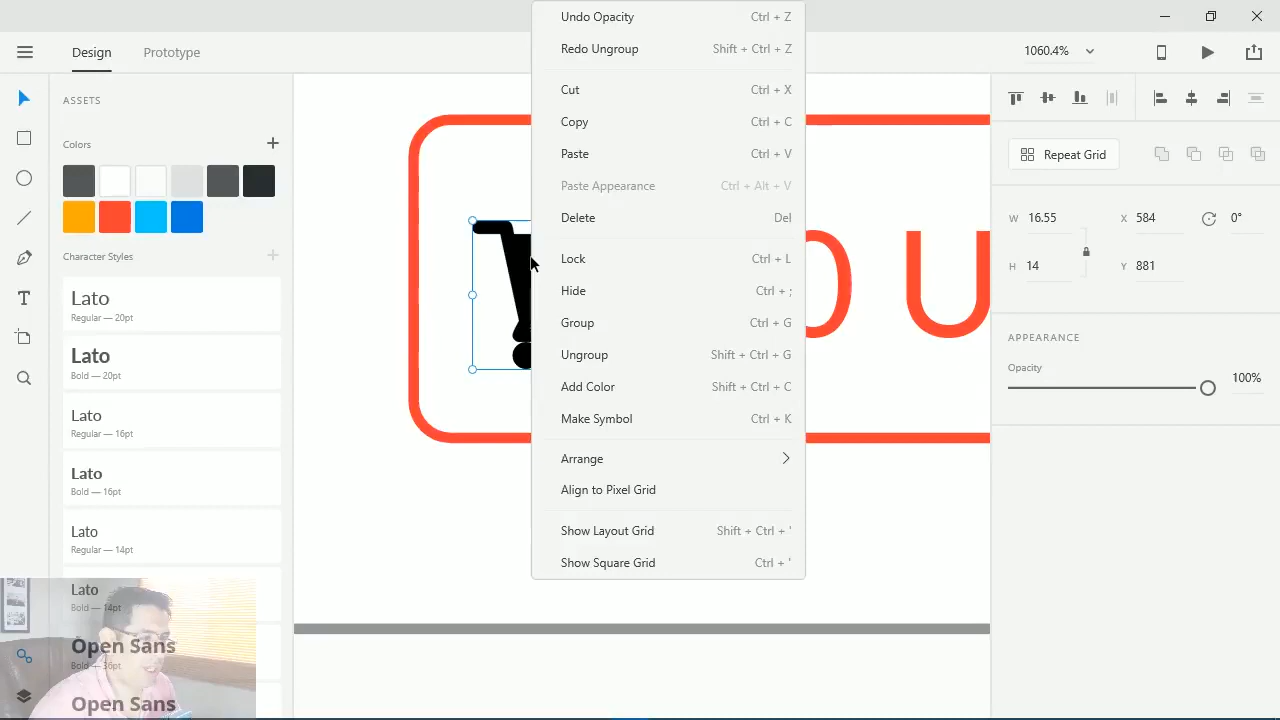 Undo Opacity Ctrl + Z
Redo Ungroup Shift + Ctrl + Z
Design Prototype 1060.4%
ASSETS
Cut Ctrl + X
Copy Ctrl + C
Colors
Paste Ctrl + V
Repeat Grid
Paste Appearance Ctrl + Alt + V
Delete Del
W 16.55 X 584 0°
Character Styles
Lock Ctrl + L
H 14 Y 881
Hide Ctrl + ;
Lato
Regular — 20pt
O U
Group Ctrl + G
APPEARANCE
Lato
Bold — 20pt
Ungroup Shift + Ctrl + G
Opacity
100%
Add Color Shift + Ctrl + C
Lato
Regular — 16pt
Make Symbol Ctrl + K
Arrange
Lato
Bold — 16pt
Align to Pixel Grid
Lato
Regular — 14pt
Show Layout Grid Shift + Ctrl + '
Show Square Grid Ctrl + '
Lato
Bold — 14pt
Open Sans
Bold — 36pt
Open Sans